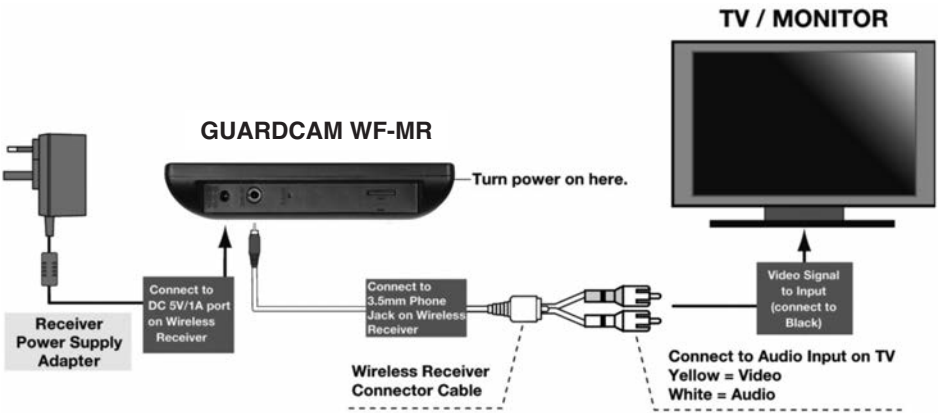 TV / MONITOR
GUARDCAM WF-MR
Turn power on here.
Connect to
DC 5V/1A port
on Wireless
Receiver
Connect to
3.5mm Phone
Jack on Wireless
Receiver
Video Signal
to Input
(connect to
Black)
Receiver
Power Supply
Adapter
Wireless Receiver
Connector Cable
Connect to Audio Input on TV
Yellow = Video
White = Audio